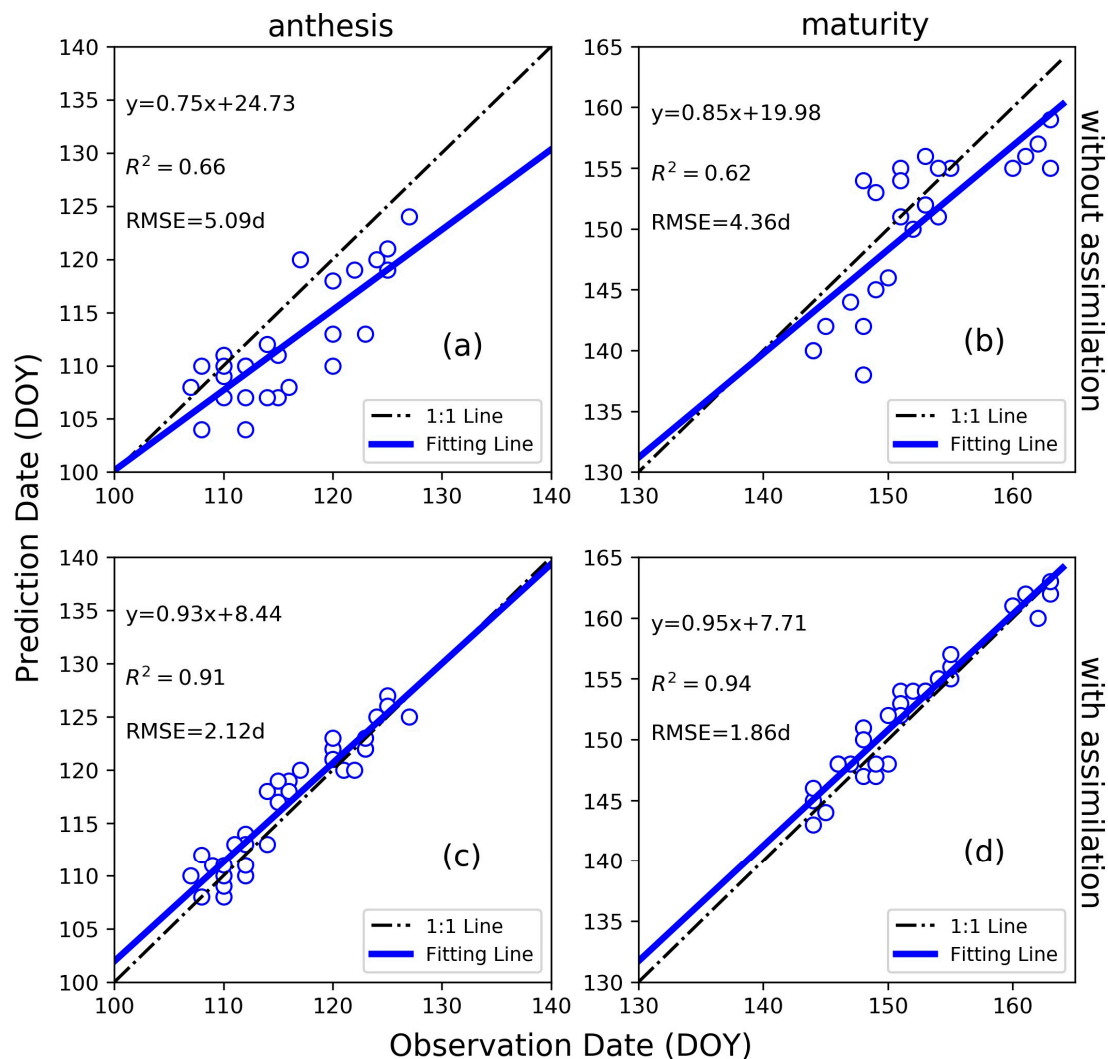 anthesis
maturity
140
135
130
125
120
115
110
105
100
y=0.75x+24.73
R² = 0.66
RMSE=5.09d
(a)
1:1 Line
Fitting Line
100
110
120
130
140
165
160
155
150
145
140
135
130
y=0.85x+19.98
R² = 0.62
RMSE=4.36d
(b)
1:1 Line
Fitting Line
130
140
150
160
without assimilation
Prediction Date (DOY)
140
135
130
125
120
115
110
105
100
y=0.93x+8.44
R² = 0.91
RMSE=2.12d
(c)
1:1 Line
Fitting Line
100
110
120
130
140
165
160
155
150
145
140
135
130
y=0.95x+7.71
R² = 0.94
RMSE=1.86d
(d)
1:1 Line
Fitting Line
130
140
150
160
with assimilation
Observation Date (DOY)